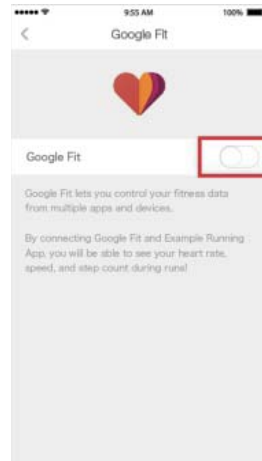 9:55 AM
100%
Google Fit
Google Fit
Google Fit lets you control your fitness data
from multiple apps and devices.
By connecting Google Fit and Example Running
App, you will be able to see your heart rate,
speed, and step count during runs!